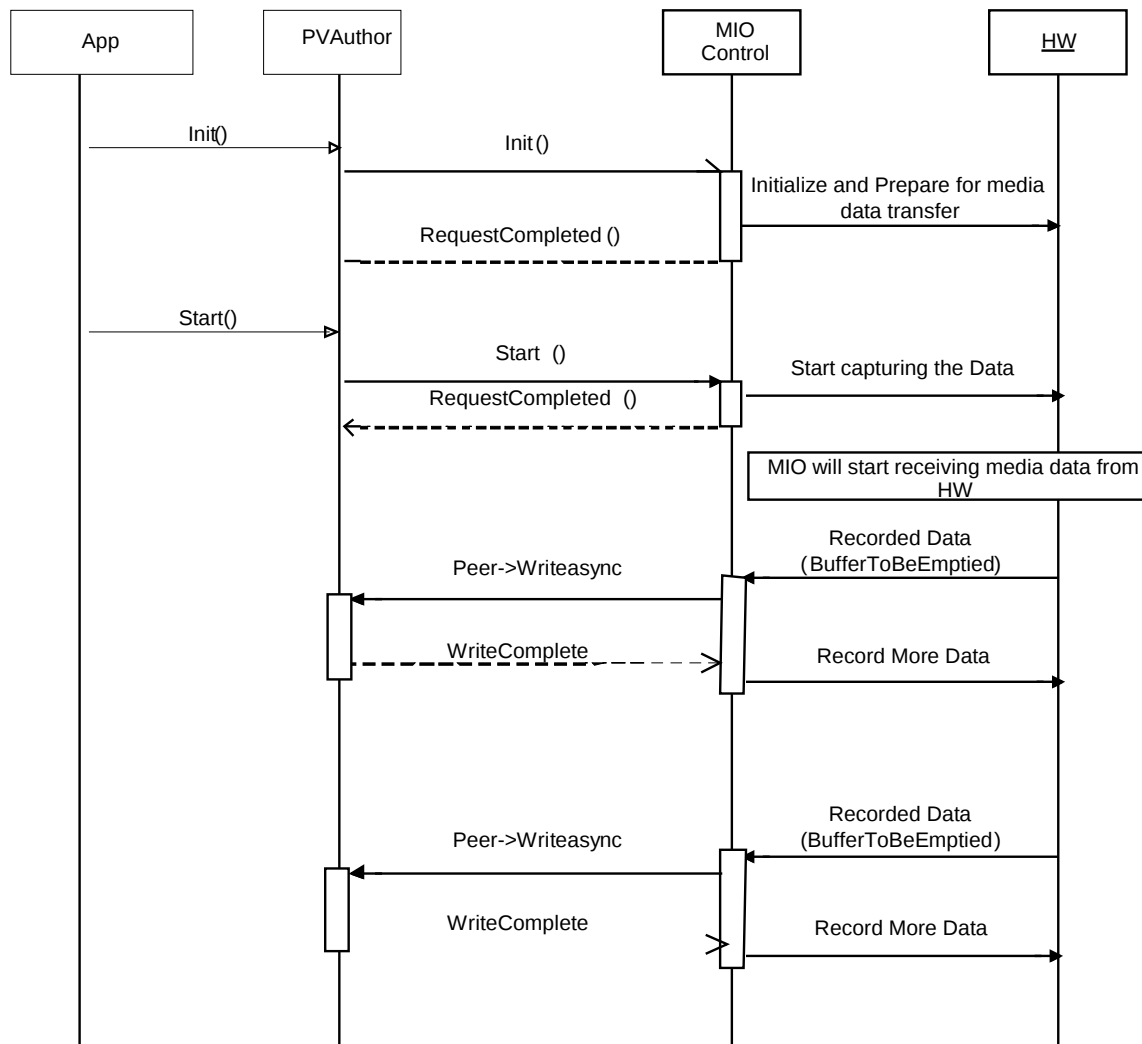 App
PVAuthor
MIO
Control
HW
Init()
Init()
Initialize and Prepare for media
data transfer
RequestCompleted ()
Start()
Start ()
Start capturing the Data
RequestCompleted ()
MIO will start receiving media data from
HW
Recorded Data
(BufferToBeEmptied)
Peer->Writeasync
WriteComplete
Record More Data
Recorded Data
(BufferToBeEmptied)
Peer->Writeasync
WriteComplete
Record More Data